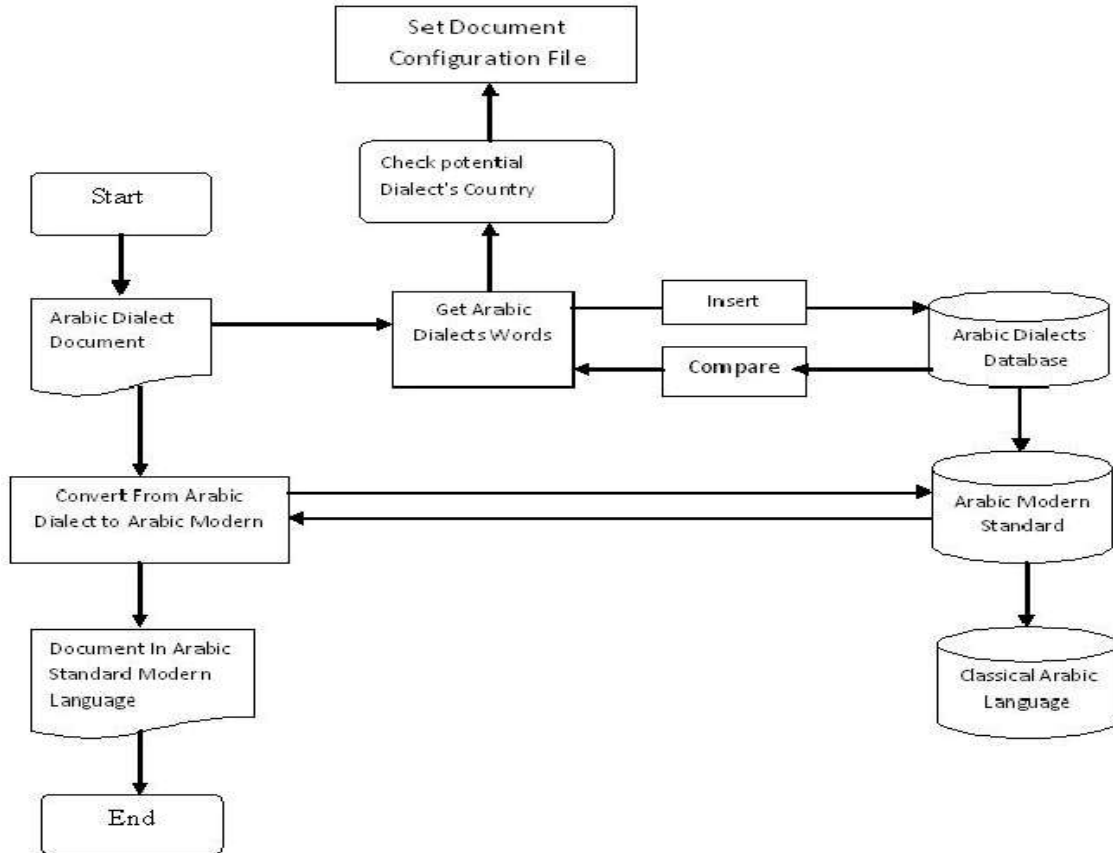 Set Document
Configuration File
Check potential
Dialect's Country
Start
Arabic Dialect
Document
Get Arabic
Dialects Words
Insert
Compare
Arabic Dialects
Database
Convert From Arabic
Dialect to Arabic Modern
Arabic Modern
Standard
Document In Arabic
Standard Modern
Language
Classical Arabic
Language
End